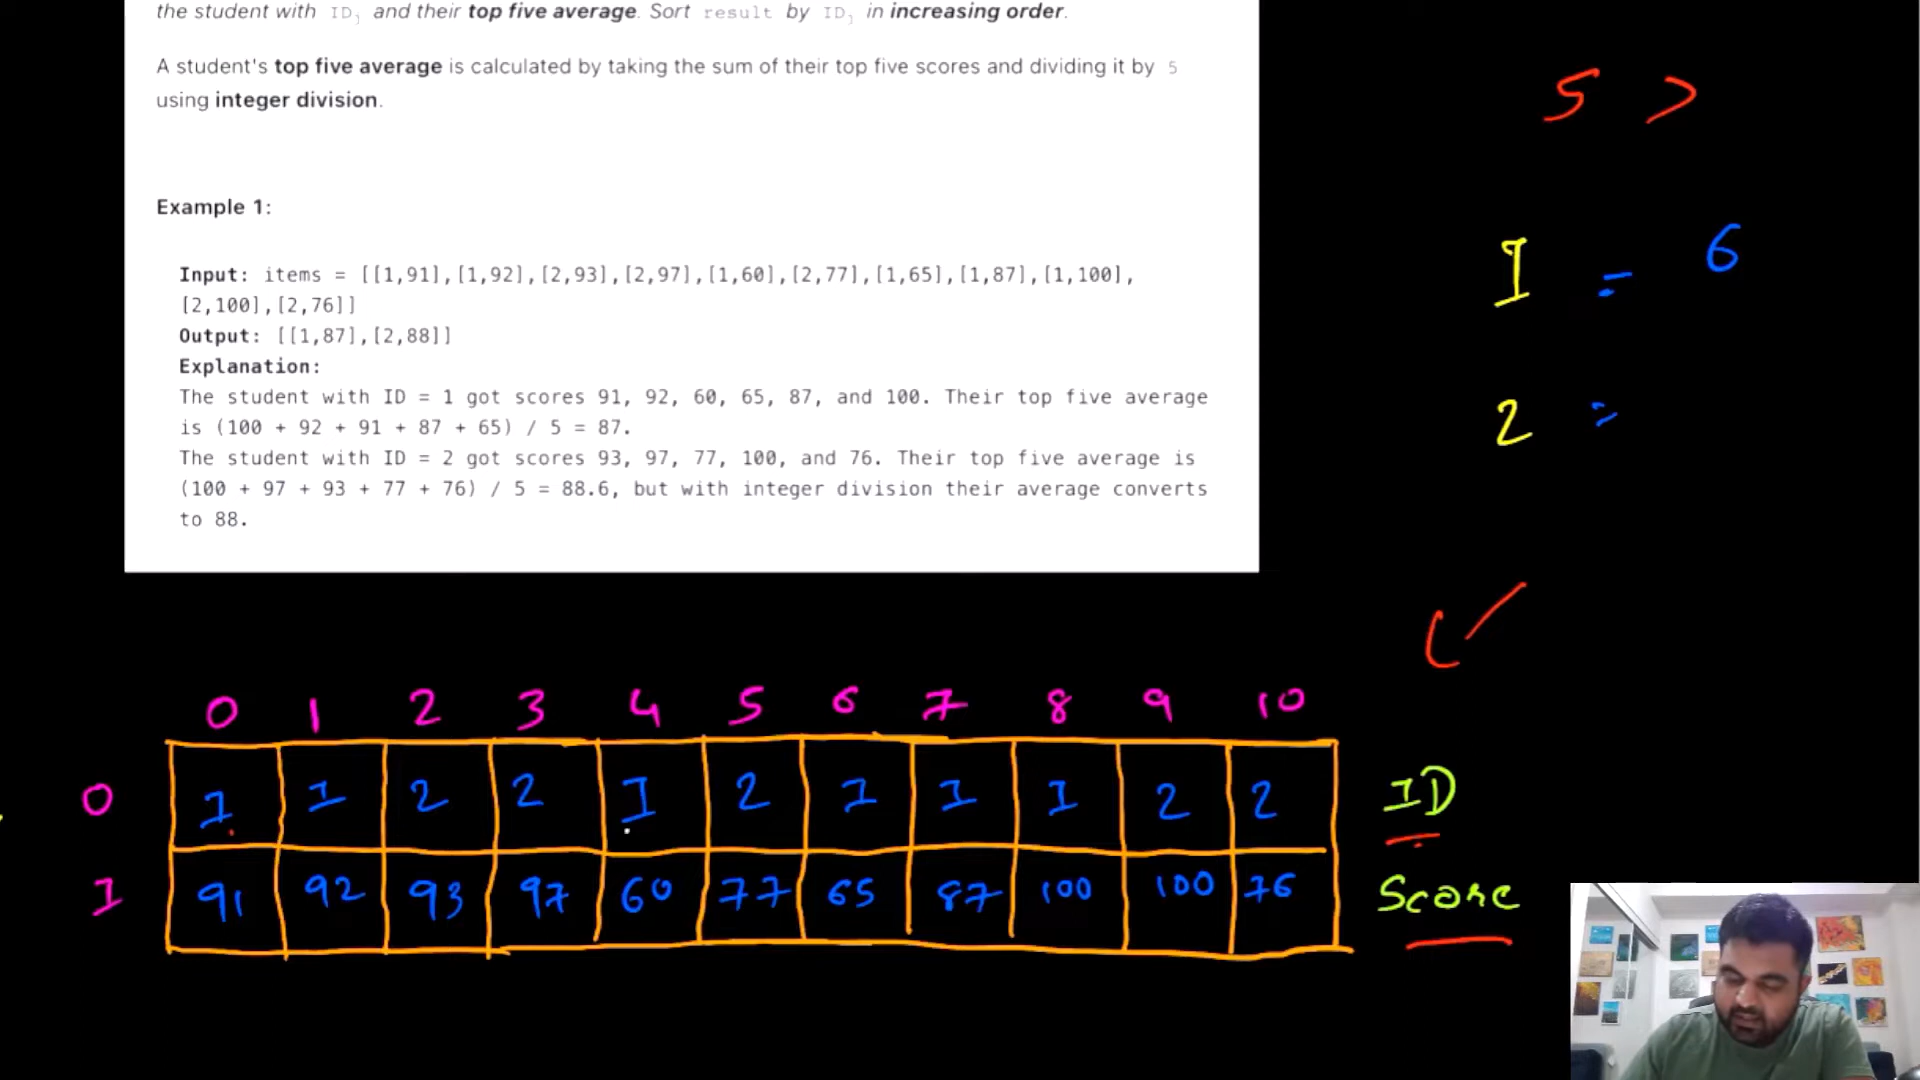 the student with IDj and their top five average. Sort result by IDj in increasing order.
A student's top five average is calculated by taking the sum of their top five scores and dividing it by 5
using integer division.
Example 1:
Input: items = [[1,91],[1,92],[2,93],[2,97],[1,60],[2,77],[1,65],[1,87],[1,100],
[2,100],[2,76]]
Output: [[1,87],[2,88]]
Explanation:
The student with ID = 1 got scores 91, 92, 60, 65, 87, and 100. Their top five average
is (100 + 92 + 91 + 87 + 65) / 5 = 87.
The student with ID = 2 got scores 93, 97, 77, 100, and 76. Their top five average is
(100 + 97 + 93 + 77 + 76) / 5 = 88.6, but with integer division their average converts
to 88.
5 >
1 = 6
2 =
0 1 2 3 4 5 6 7 8 9 10
0 1 1 2 2 1 2 1 1 1 2 2 ID
1 91 92 93 97 60 77 65 87 100 100 76 Score